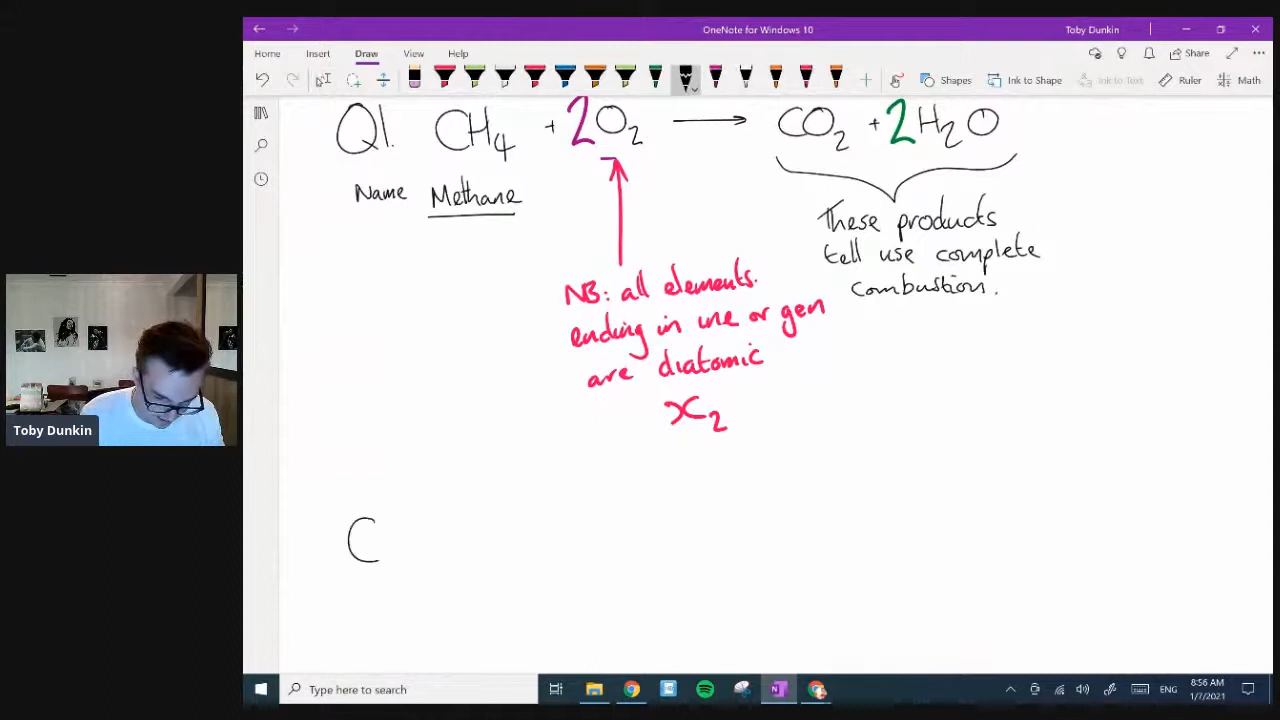 OneNote for Windows 10
Toby Dunkin
Home Insert Draw View Help
Share
Shapes Ink to Shape Ink to Text Ruler Math
Q1. CH4 + 2O2 → CO2 + 2H2O
Name Methane
These products
tell use complete
combustion.
NB: all elements.
ending in ine or gen
are diatomic
X2
C
Toby Dunkin
Type here to search
ENG
8:56 AM
1/7/2021